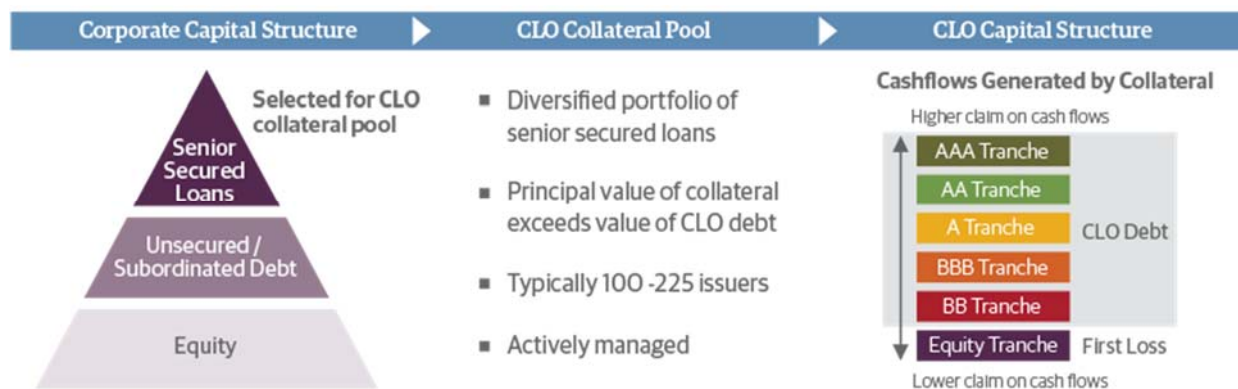 Corporate Capital Structure
CLO Collateral Pool
CLO Capital Structure
Selected for CLO
collateral pool
Senior
Secured
Loans
Unsecured /
Subordinated Debt
Equity
■ Diversified portfolio of
senior secured loans
■ Principal value of collateral
exceeds value of CLO debt
■ Typically 100 -225 issuers
■ Actively managed
Cashflows Generated by Collateral
Higher claim on cash flows
AAA Tranche
AA Tranche
A Tranche
BBB Tranche
BB Tranche
CLO Debt
Equity Tranche
First Loss
Lower claim on cash flows